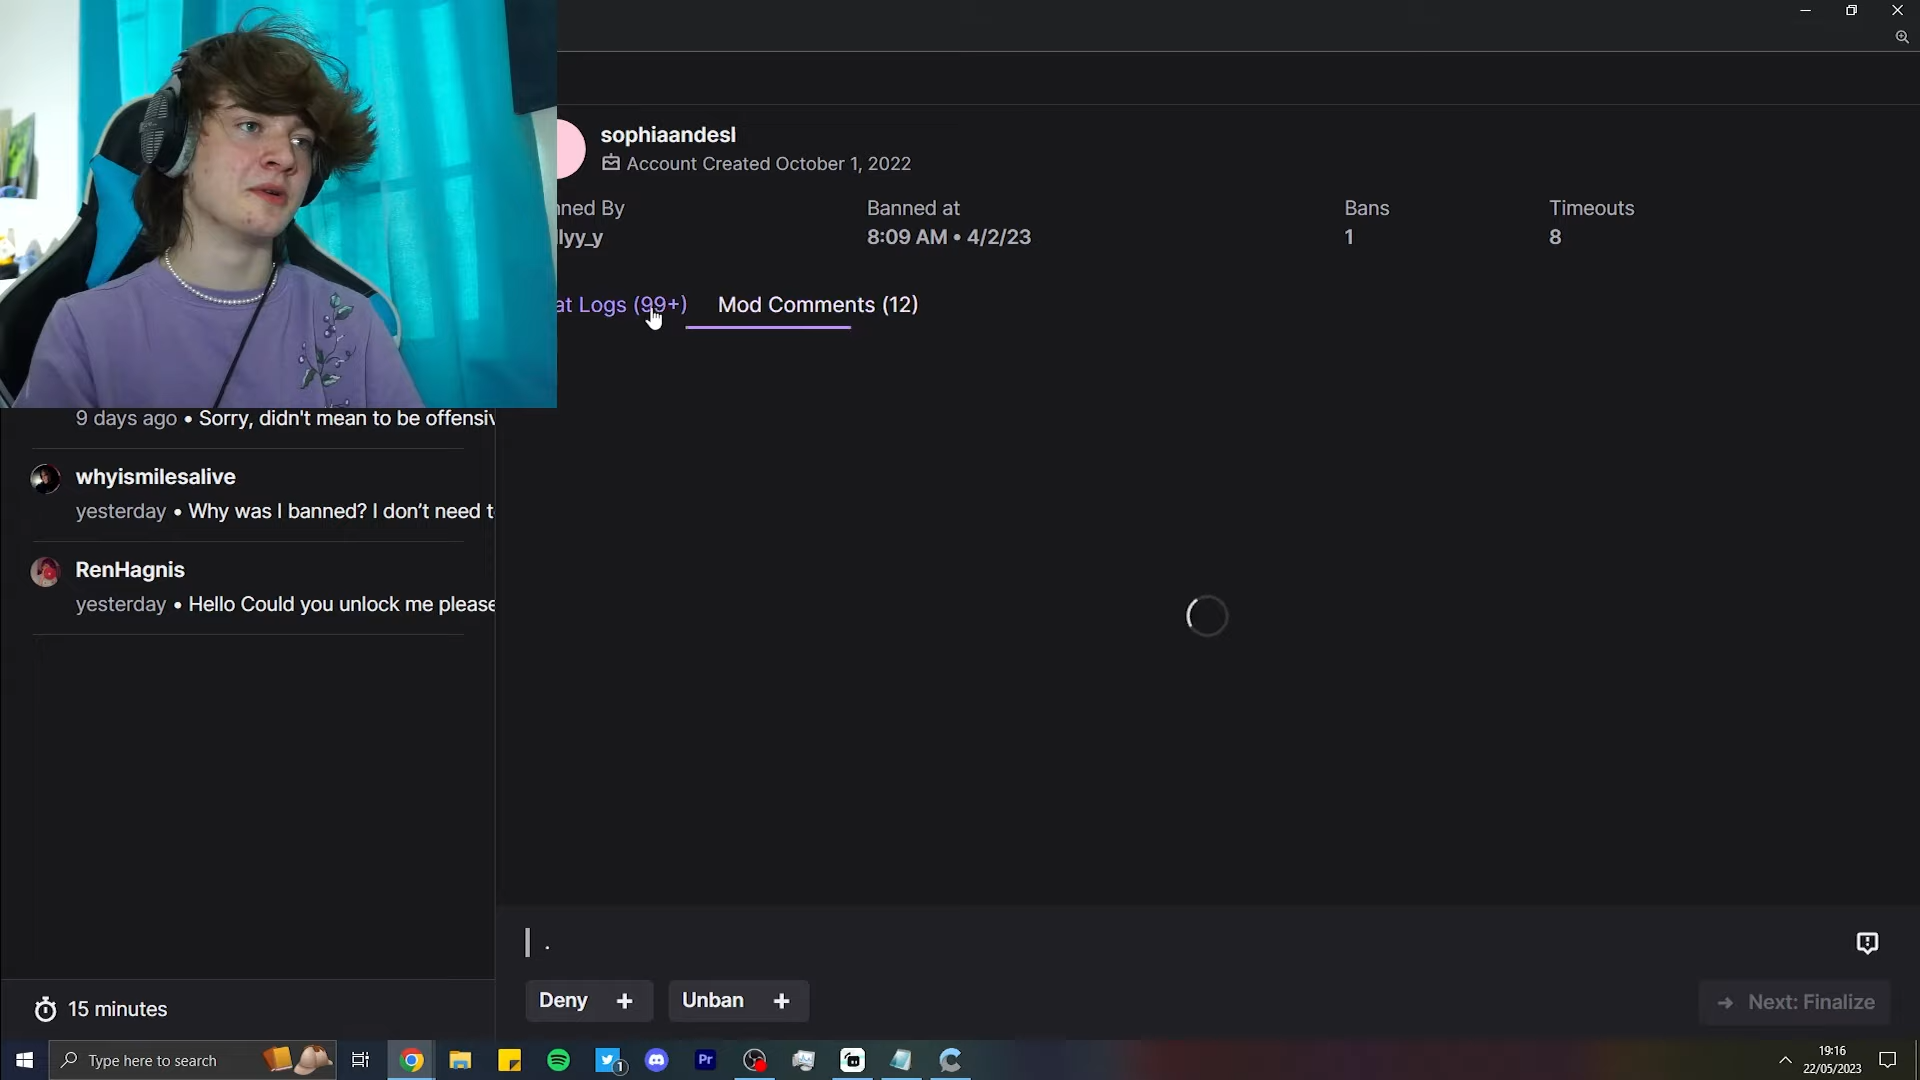 sophiaandesl
Account Created October 1, 2022
nned By
lyy_y
Banned at
8:09 AM • 4/2/23
Bans
1
Timeouts
8
at Logs (99+)
Mod Comments (12)
9 days ago • Sorry, didn't mean to be offensiv
whyismilesalive
yesterday • Why was I banned? I don’t need t
RenHagnis
yesterday • Hello Could you unlock me please
.
Deny +
Unban +
Next: Finalize
15 minutes
Type here to search
1
Pr
19:16
22/05/2023